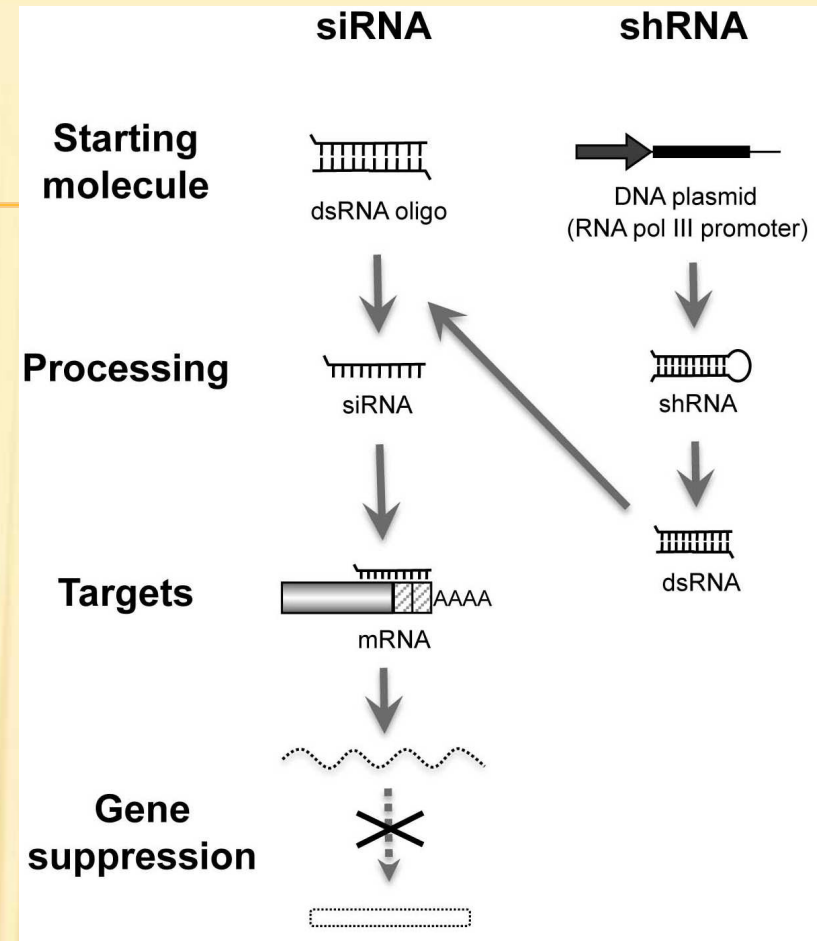 siRNA
shRNA
Starting
molecule
dsRNA oligo
DNA plasmid
(RNA pol III promoter)
Processing
siRNA
shRNA
dsRNA
Targets
AAAA
mRNA
Gene
suppression